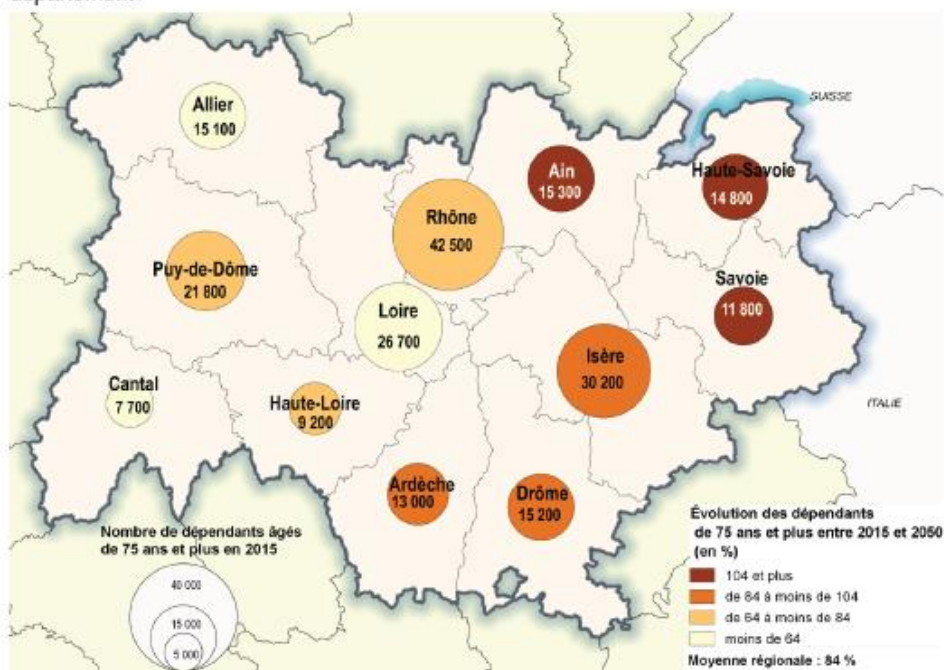 Allier
15 100
SUISSE
Ain
15 300
Haute-Savoie
14 800
Rhône
42 500
Puy-de-Dôme
21 800
Savoie
11 800
Loire
26 700
Isère
30 200
Cantal
7 700
Haute-Loire
9 200
ITALIE
Ardèche
13 000
Drôme
15 200
Nombre de dépendants âgés
de 75 ans et plus en 2015
40 000
15 000
5 000
Évolution des dépendants
de 75 ans et plus entre 2015 et 2050
(en %)
104 et plus
de 84 à moins de 104
de 64 à moins de 84
moins de 64
Moyenne régionale : 84 %